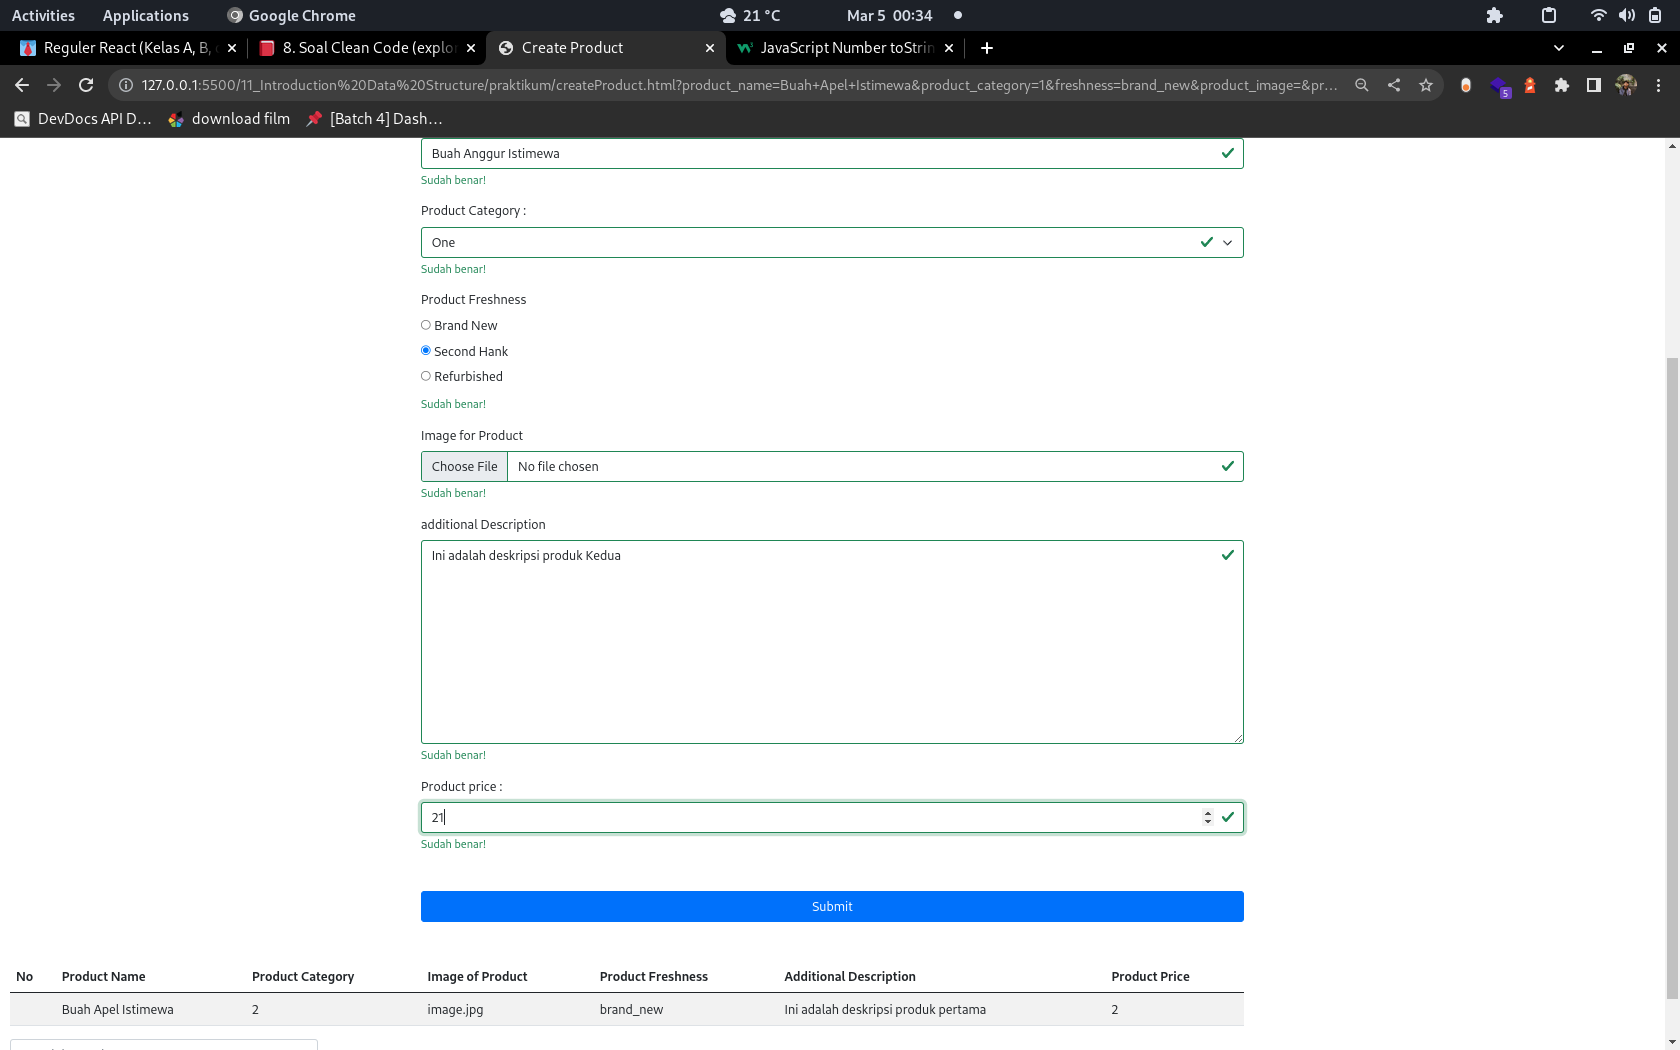 Activities Applications Google Chrome 21 °C Mar 5 00:34
Reguler React (Kelas A, B, 8. Soal Clean Code (explo Create Product JavaScript Number toStrin
127.0.0.1:5500/11_Introduction%20Data%20Structure/praktikum/createProduct.html?product_name=Buah+Apel+Istimewa&product_category=1&freshness=brand_new&product_image=&pr... 5
DevDocs API D... download film [Batch 4] Dash...
Buah Anggur Istimewa
Sudah benar!
Product Category :
One
Sudah benar!
Product Freshness
Brand New
Second Hank
Refurbished
Sudah benar!
Image for Product
Choose File No file chosen
Sudah benar!
additional Description
Ini adalah deskripsi produk Kedua
Sudah benar!
Product price :
21
Sudah benar!
Submit
No Product Name Product Category Image of Product Product Freshness Additional Description Product Price
Buah Apel Istimewa 2 image.jpg brand_new Ini adalah deskripsi produk pertama 2